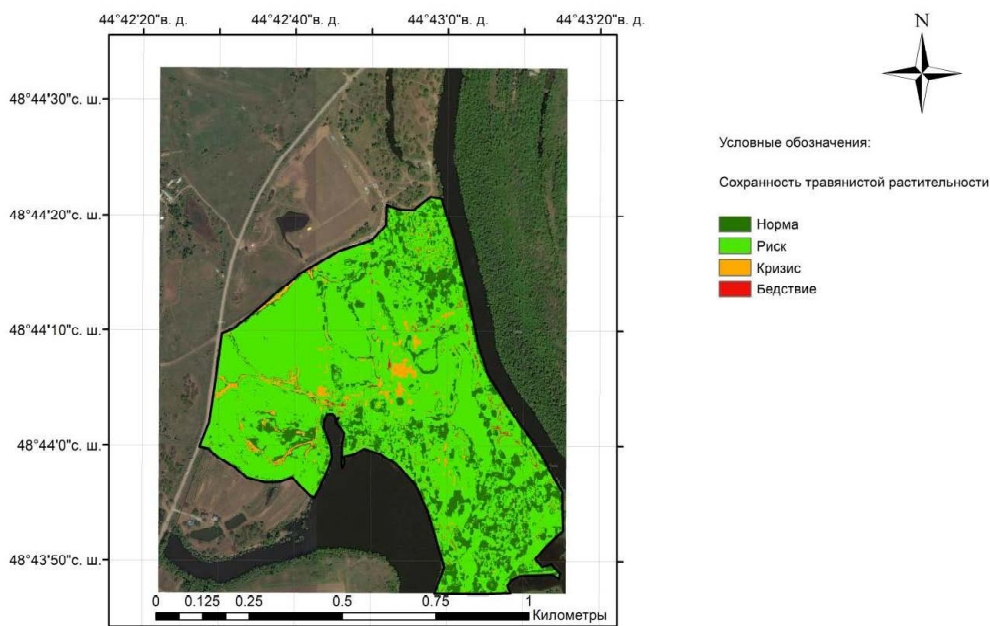 44°42'20"в. д. 44°42'40"в. д. 44°43'0"в. д. 44°43'20"в. д.
N
48°44'30"с. ш.
48°44'20"с. ш.
48°44'10"с. ш.
48°44'0"с. ш.
48°43'50"с. ш.
Условные обозначения:
Сохранность травянистой растительности
Норма
Риск
Кризис
Бедствие
0 0.125 0.25 0.5 0.75 1
Километры